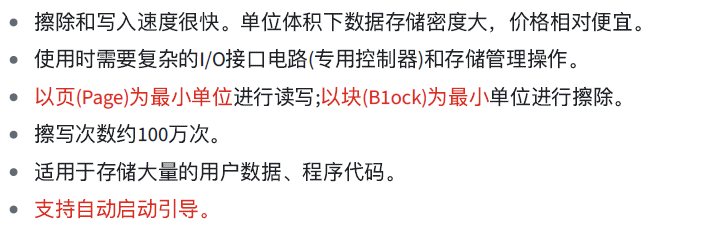 擦除和写入速度很快。单位体积下数据存储密度大，价格相对便宜。
使用时需要复杂的I/O接口电路(专用控制器)和存储管理操作。
以页(Page)为最小单位进行读写;以块(B1ock)为最小单位进行擦除。
擦写次数约100万次。
适用于存储大量的用户数据、程序代码。
支持自动启动引导。